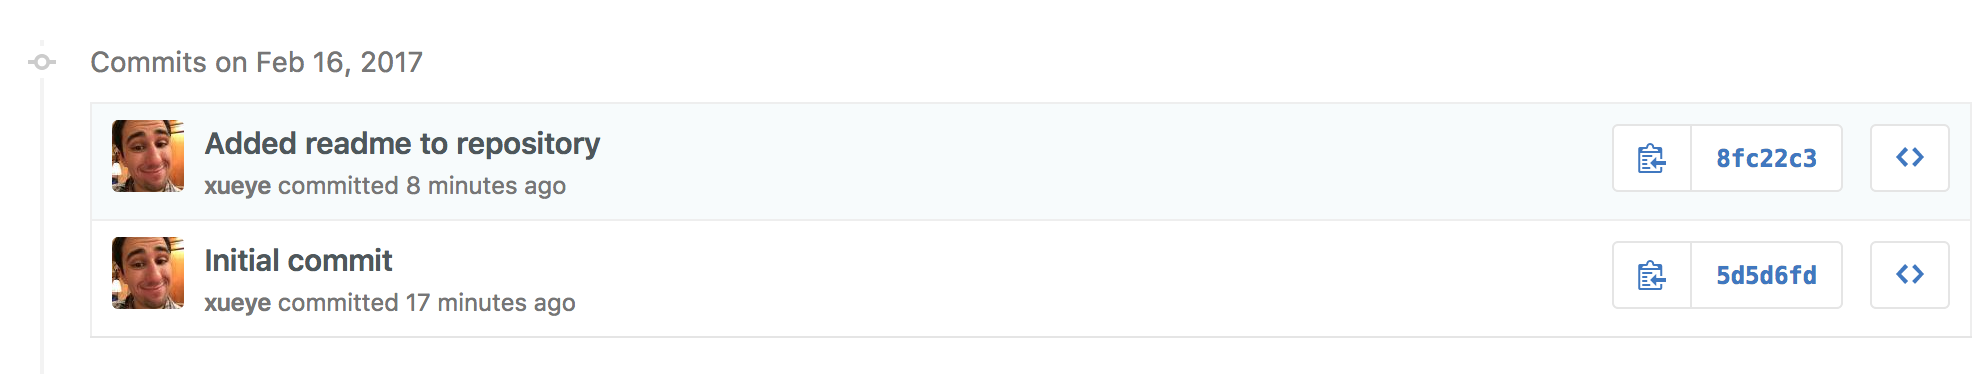 Commits on Feb 16, 2017
Added readme to repository
xueye committed 8 minutes ago
8fc22c3
Initial commit
xueye committed 17 minutes ago
5d5d6fd